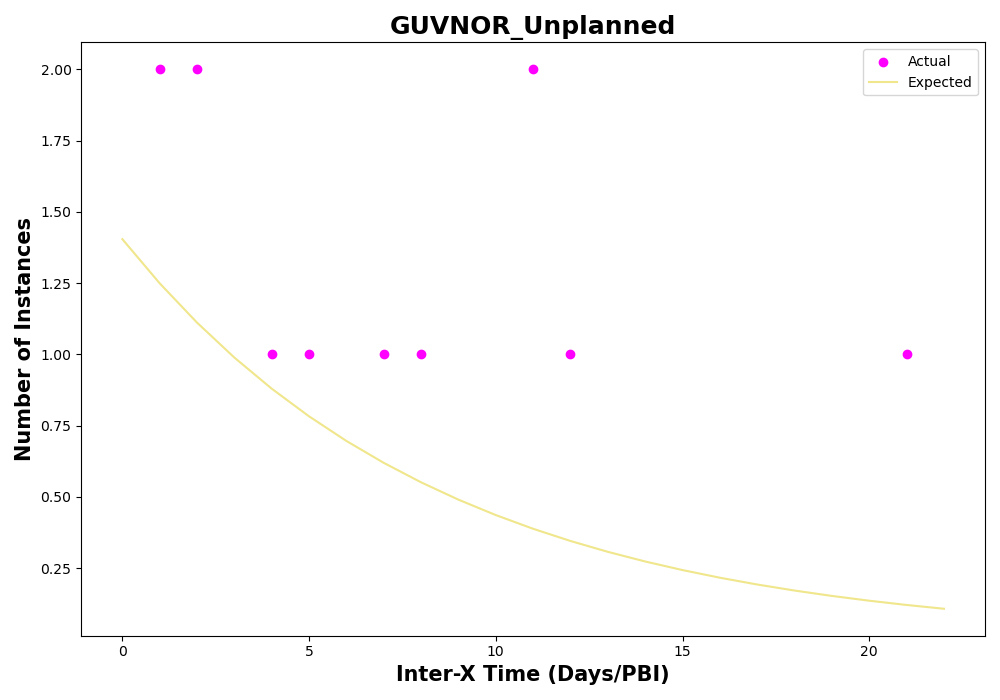 GUVNOR_Unplanned
Actual
Expected
2.00
1.75
1.50
1.25
1.00
0.75
0.50
0.25
Number of Instances
0 5 10 15 20
Inter-X Time (Days/PBI)